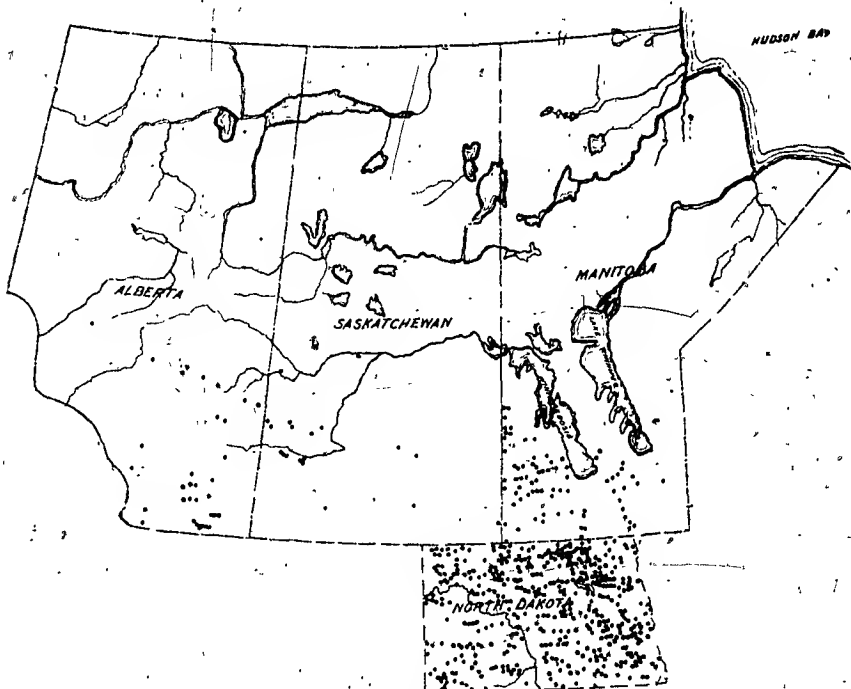 HUDSON BAY
MANITOBA
ALBERTA
SASKATCHEWAN
NORTH DAKOTA